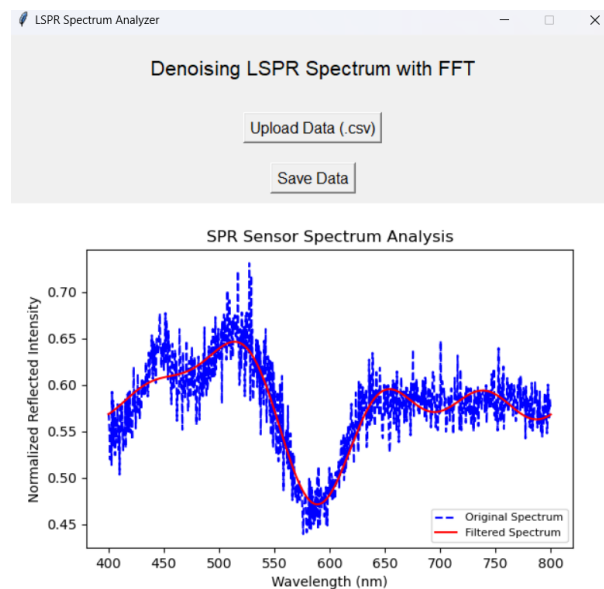 LSPR Spectrum Analyzer
Denoising LSPR Spectrum with FFT
Upload Data (.csv)
Save Data
SPR Sensor Spectrum Analysis
Normalized Reflected Intensity
0.70
0.65
0.60
0.55
0.50
0.45
Original Spectrum
Filtered Spectrum
400 450 500 550 600 650 700 750 800
Wavelength (nm)